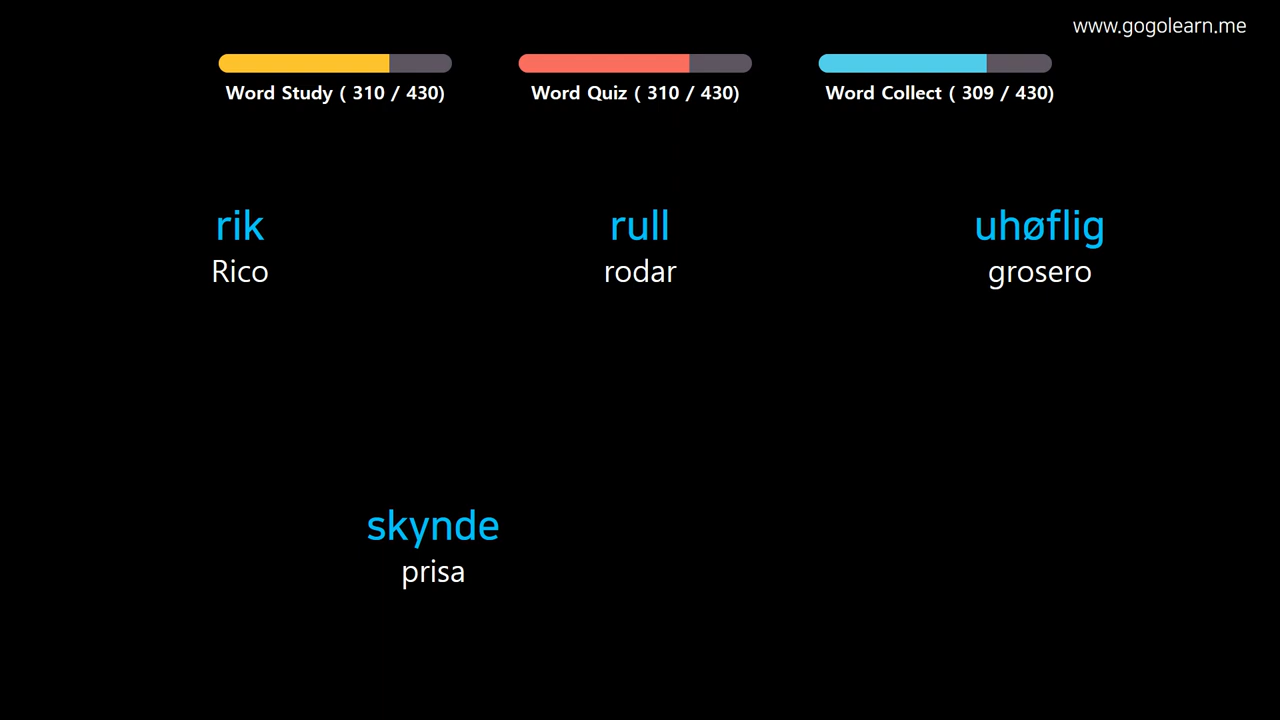 www.gogolearn.me
Word Study ( 310 / 430)
Word Quiz ( 310 / 430)
Word Collect ( 309 / 430)
rik
Rico
rull
rodar
uhøflig
grosero
skynde
prisa